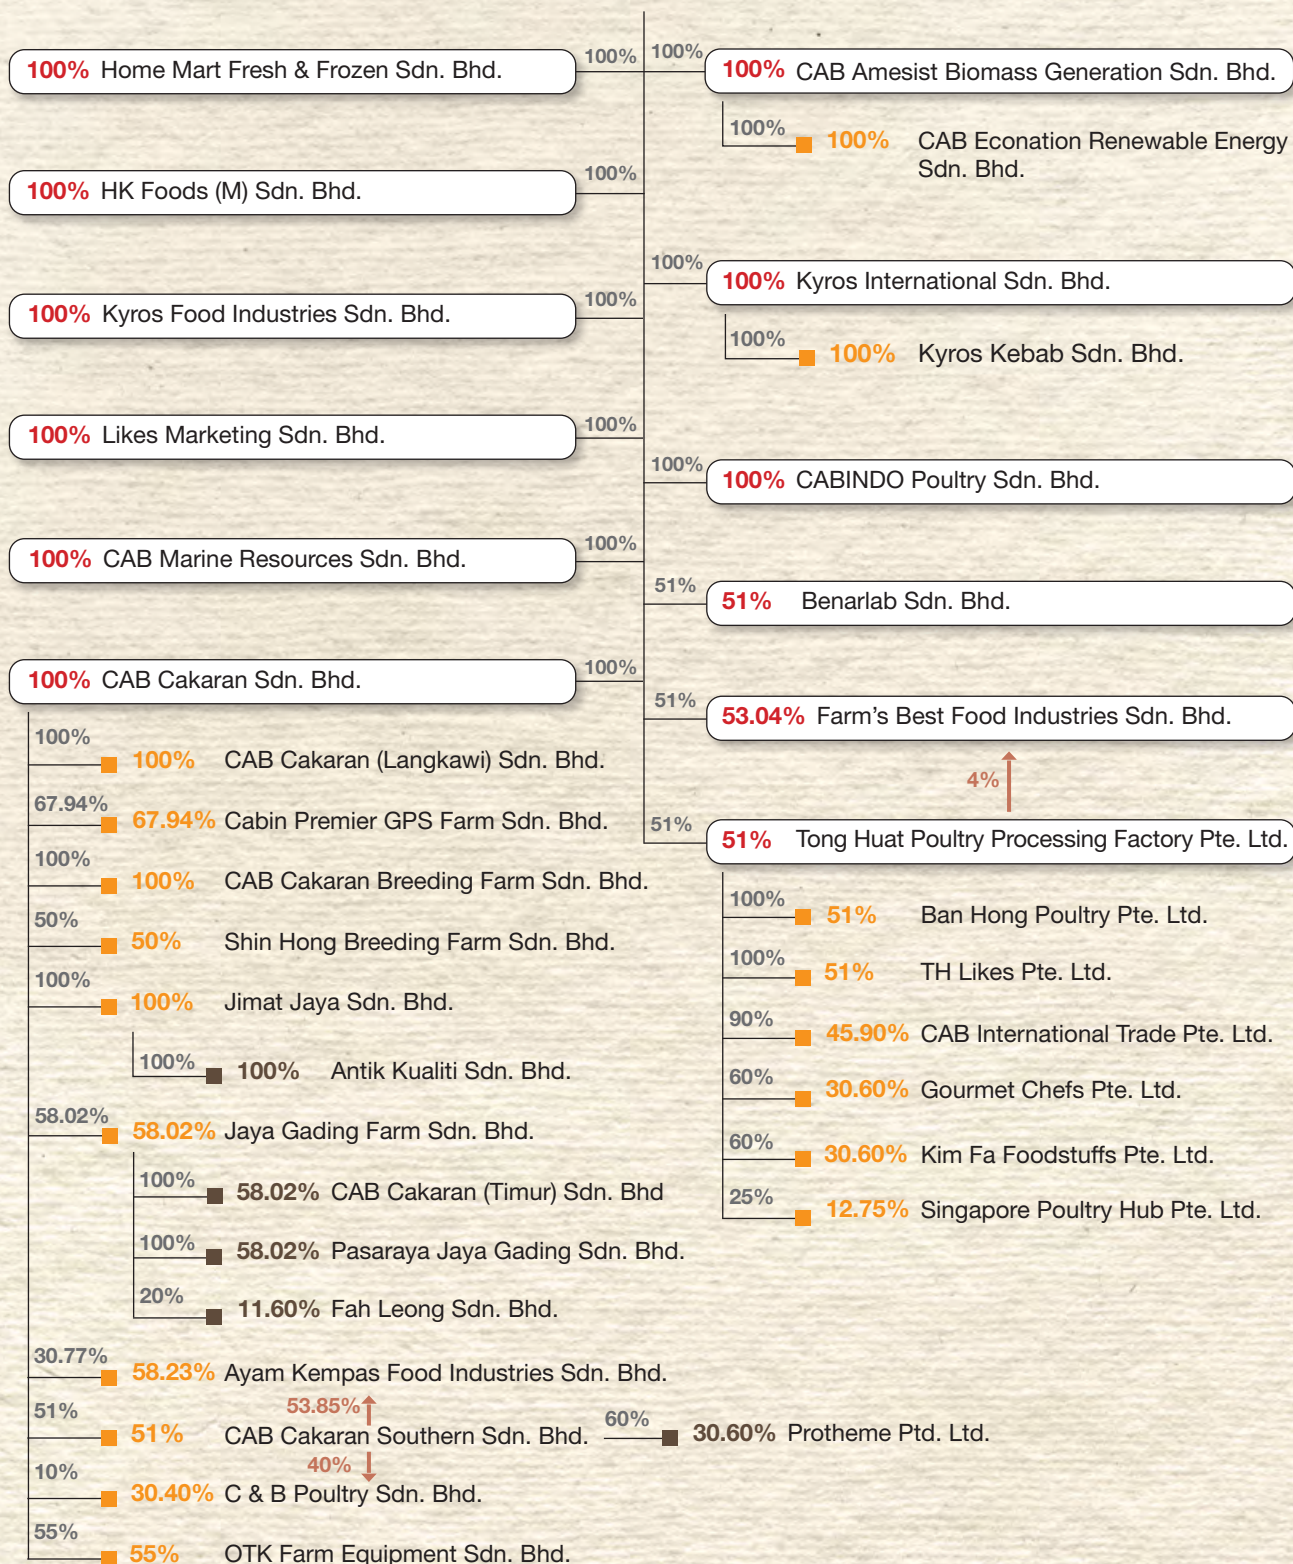 100% Home Mart Fresh & Frozen Sdn. Bhd.
100%
100% HK Foods (M) Sdn. Bhd.
100%
100% Kyros Food Industries Sdn. Bhd.
100%
100% Likes Marketing Sdn. Bhd.
100%
100% CAB Marine Resources Sdn. Bhd.
100%
100% CAB Cakaran Sdn. Bhd.
100%
100%
100% CAB Cakaran (Langkawi) Sdn. Bhd.
67.94%
67.94% Cabin Premier GPS Farm Sdn. Bhd.
100%
100% CAB Cakaran Breeding Farm Sdn. Bhd.
50%
50% Shin Hong Breeding Farm Sdn. Bhd.
100%
100% Jimat Jaya Sdn. Bhd.
100%
100% Antik Kualiti Sdn. Bhd.
58.02%
58.02% Jaya Gading Farm Sdn. Bhd.
100%
58.02% CAB Cakaran (Timur) Sdn. Bhd
100%
58.02% Pasaraya Jaya Gading Sdn. Bhd.
20%
11.60% Fah Leong Sdn. Bhd.
30.77%
58.23% Ayam Kempas Food Industries Sdn. Bhd.
53.85%
51%
51% CAB Cakaran Southern Sdn. Bhd.
60%
30.60% Protheme Ptd. Ltd.
40%
10%
30.40% C & B Poultry Sdn. Bhd.
55%
55% OTK Farm Equipment Sdn. Bhd.
100%
100% CAB Amesist Biomass Generation Sdn. Bhd.
100%
100% CAB Econation Renewable Energy
Sdn. Bhd.
100%
100% Kyros International Sdn. Bhd.
100%
100% Kyros Kebab Sdn. Bhd.
100%
100% CABINDO Poultry Sdn. Bhd.
51%
51% Benarlab Sdn. Bhd.
51%
53.04% Farm's Best Food Industries Sdn. Bhd.
4%
51%
51% Tong Huat Poultry Processing Factory Pte. Ltd.
100%
51% Ban Hong Poultry Pte. Ltd.
100%
51% TH Likes Pte. Ltd.
90%
45.90% CAB International Trade Pte. Ltd.
60%
30.60% Gourmet Chefs Pte. Ltd.
60%
30.60% Kim Fa Foodstuffs Pte. Ltd.
25%
12.75% Singapore Poultry Hub Pte. Ltd.